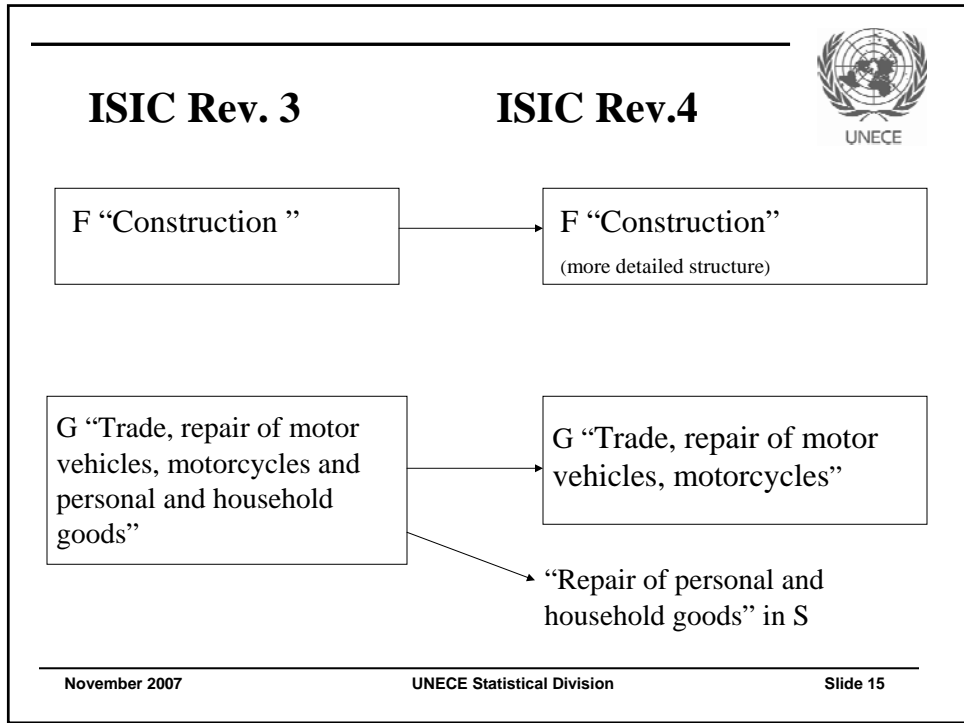 ISIC Rev. 3
ISIC Rev.4
UNECE
F “Construction ”
F “Construction”
(more detailed structure)
G “Trade, repair of motor
vehicles, motorcycles and
personal and household
goods”
G “Trade, repair of motor
vehicles, motorcycles”
“Repair of personal and
household goods” in S
November 2007
UNECE Statistical Division
Slide 15